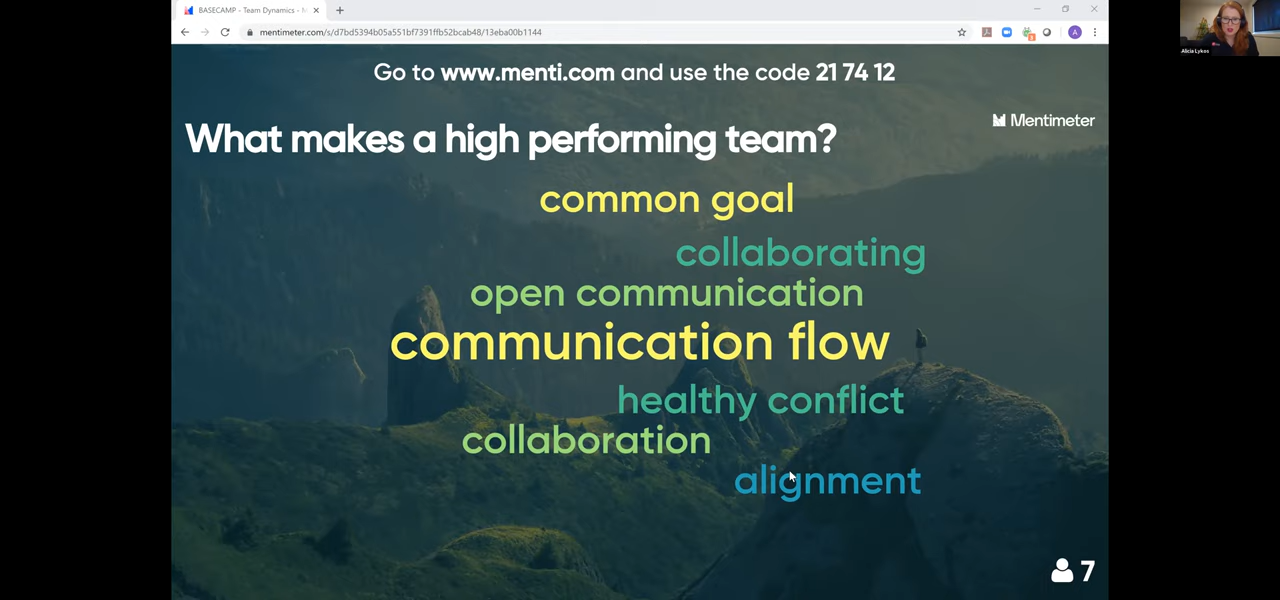 BASECAMP - Team Dynamics - M
mentimeter.com/s/d7bd5394b05a551bf7391ffb52bcab48/13eba00b1144
A
Alicia Lykos
Go to www.menti.com and use the code 21 74 12
Mentimeter
What makes a high performing team?
common goal
collaborating
open communication
communication flow
healthy conflict
collaboration
alignment
7